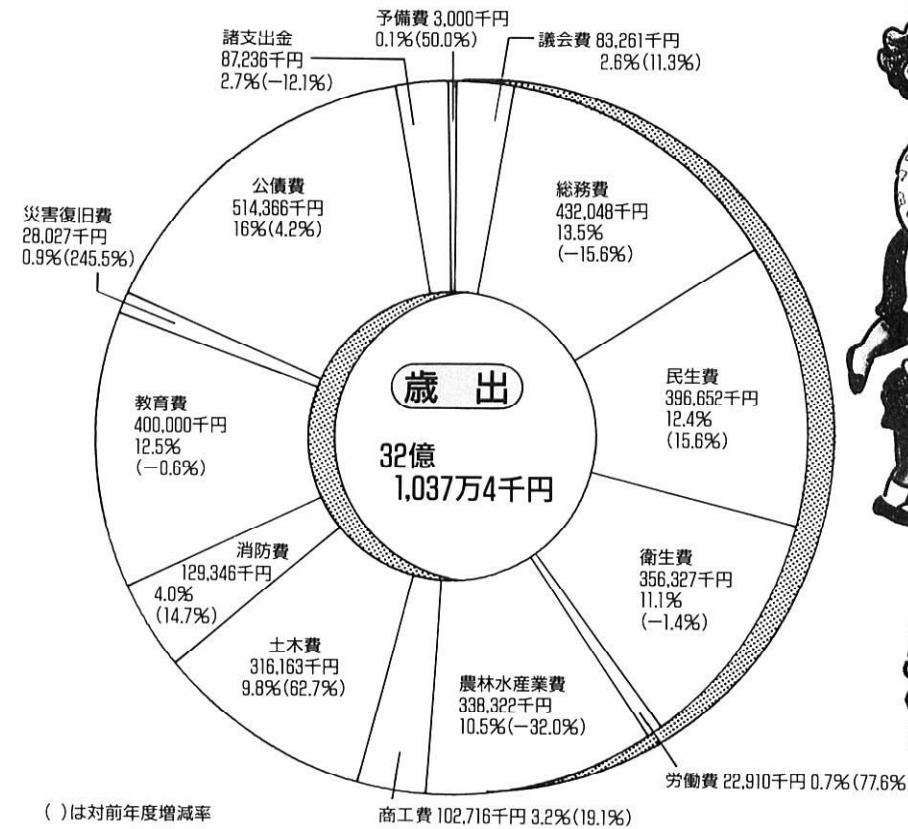 予備費 3,000千円
0.1%(50.0%)
議会費 83,261千円
2.6%(11.3%)
総務費
432,048千円
13.5%
(−15.6%)
民生費
396,652千円
12.4%
(15.6%)
衛生費
356,327千円
11.1%
(−1.4%)
労働費 22,910千円 0.7%(77.6%)
農林水産業費
338,322千円
10.5%(−32.0%)
商工費 102,716千円 3.2%(19.1%)
土木費
316,163千円
9.8%(62.7%)
消防費
129,346千円
4.0%
(14.7%)
教育費
400,000千円
12.5%
(−0.6%)
災害復旧費
28,027千円
0.9%(245.5%)
公債費
514,366千円
16%(4.2%)
諸支出金
87,236千円
2.7%(−12.1%)
歳出
32億
1,037万4千円
( )は対前年度増減率